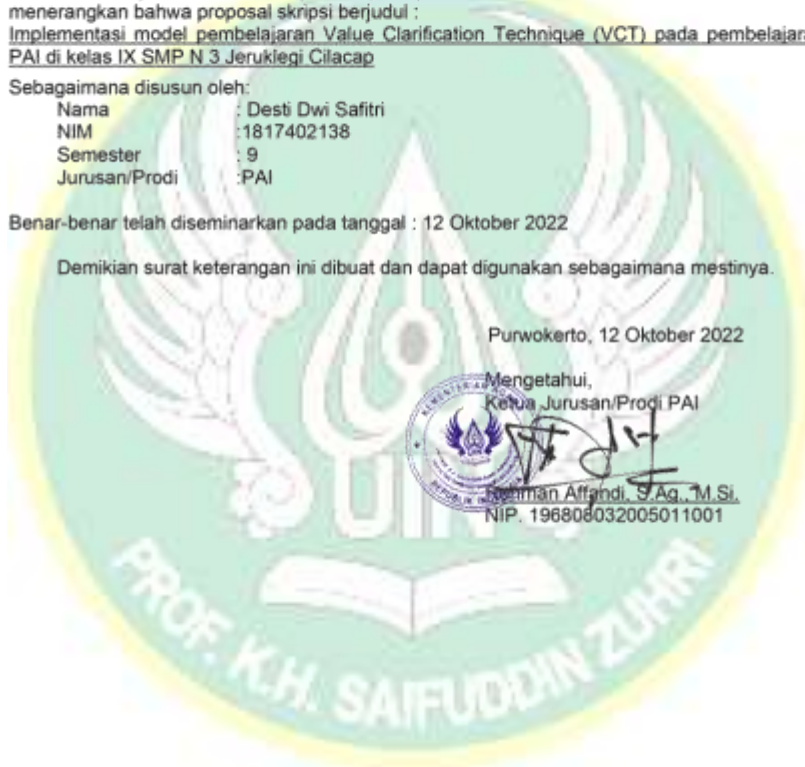 menerangkan bahwa proposal skripsi berjudul :
Implementasi model pembelajaran Value Clarification Technique (VCT) pada pembelajar
PAI di kelas IX SMP N 3 Jeruklegi Cilacap
Sebagaimana disusun oleh:
Nama : Desti Dwi Safitri
NIM :1817402138
Semester : 9
Jurusan/Prodi :PAI
Benar-benar telah diseminarkan pada tanggal : 12 Oktober 2022
Demikian surat keterangan ini dibuat dan dapat digunakan sebagaimana mestinya.
Purwokerto, 12 Oktober 2022
Mengetahui,
Ketua Jurusan/Prodi PAI
Affandi, S.Ag., M.Si.
NIP. 196808032005011001
UIN
PROF. K.H. SAIFUDDIN ZUHRI